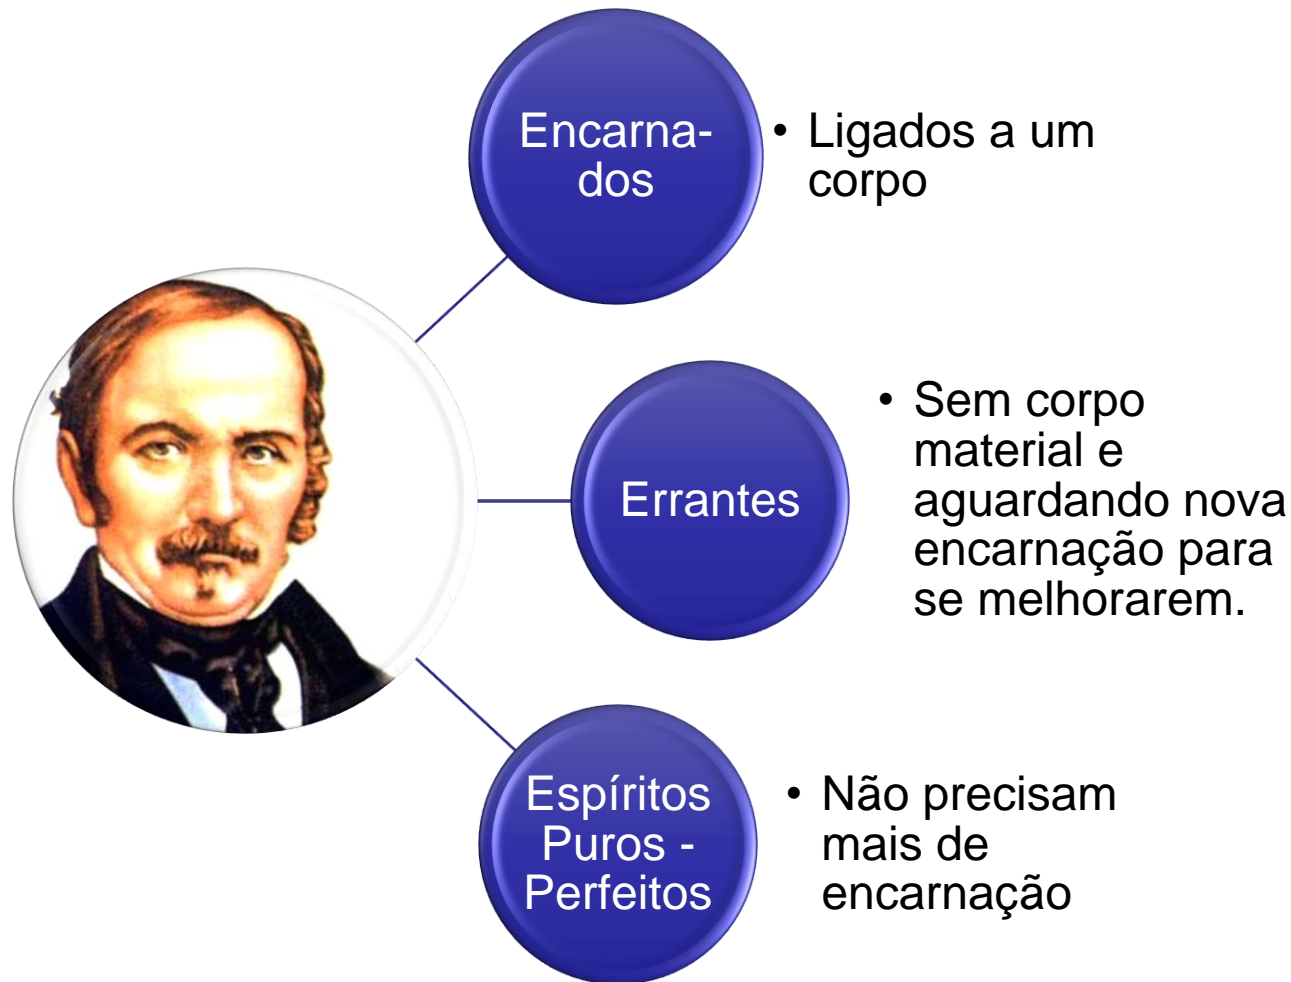 Encarna-
dos
• Ligados a um
corpo
Errantes
• Sem corpo
material e
aguardando nova
encarnação para
se melhorarem.
Espíritos
Puros -
Perfeitos
• Não precisam
mais de
encarnação